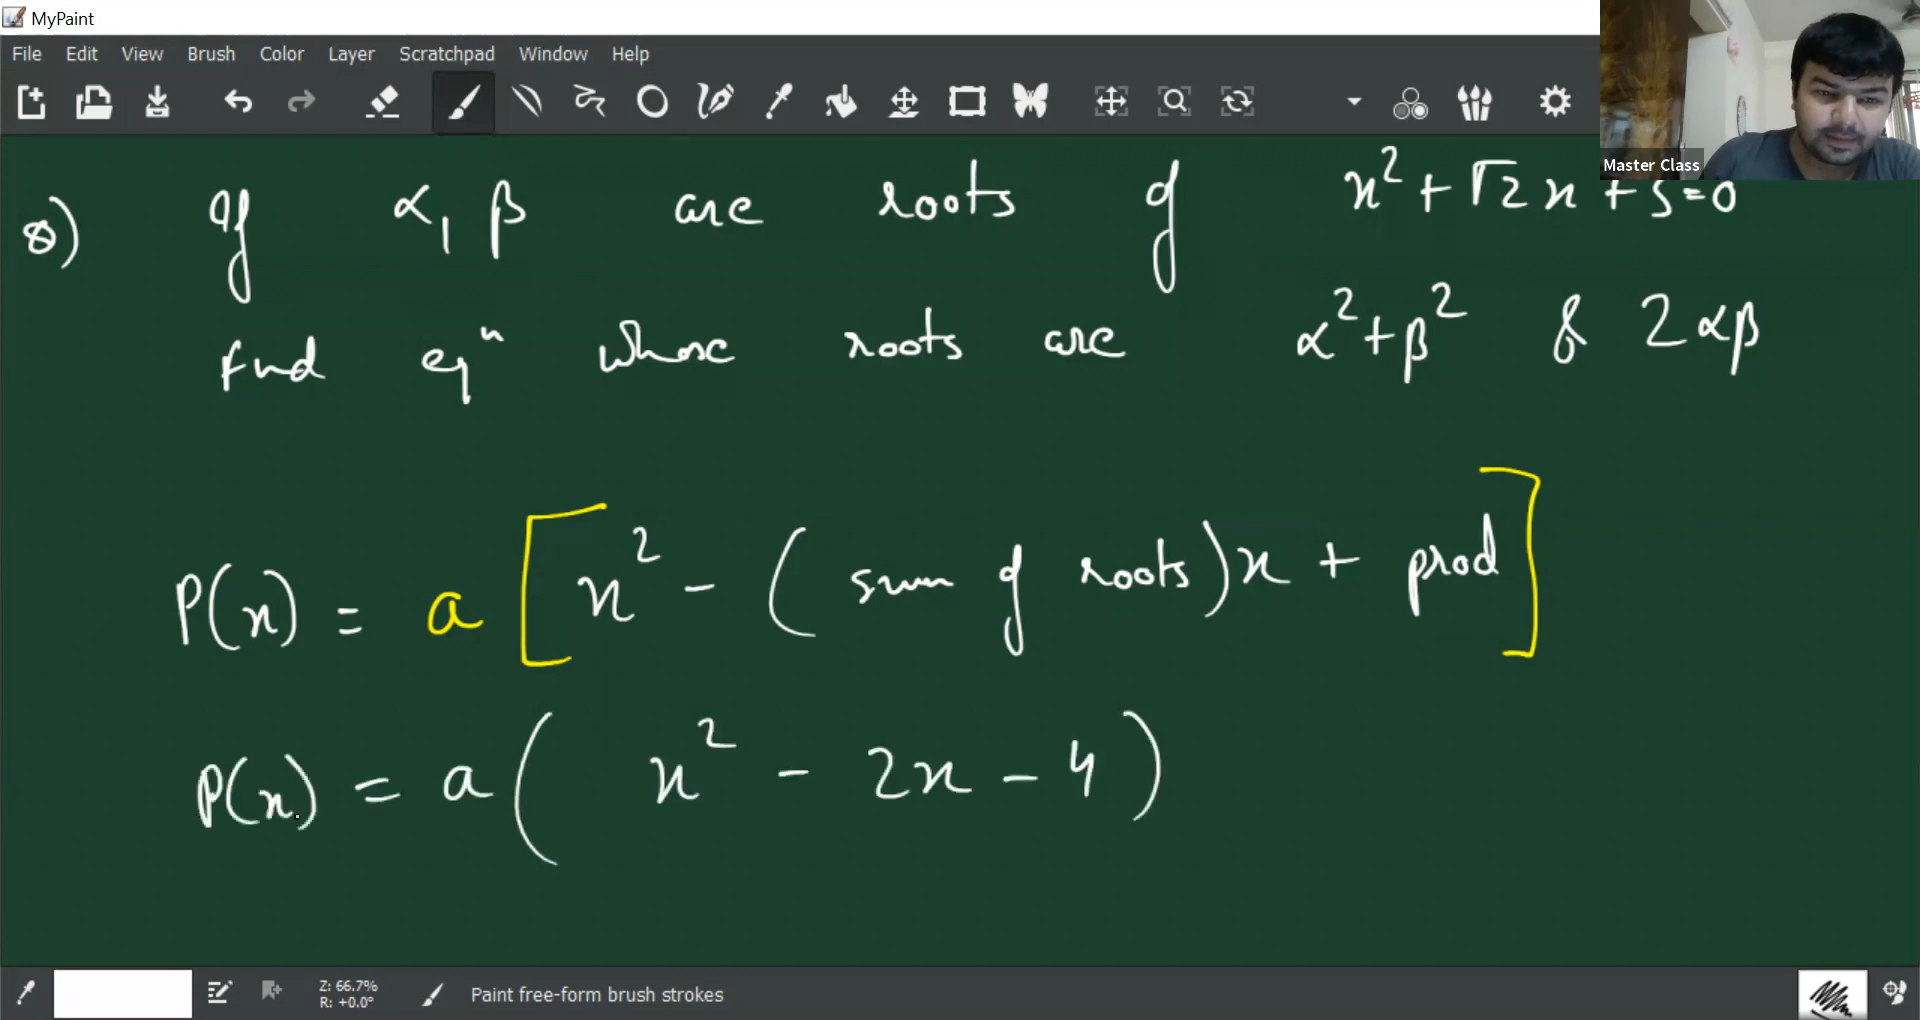 MyPaint
File Edit View Brush Color Layer Scratchpad Window Help
Master Class
Q) If α, β are roots of x² + √2 x + 5 = 0
find eqⁿ whose roots are α² + β² & 2αβ
P(x) = a [ x² - ( sum of roots ) x + prod ]
P(x) = a ( x² - 2x - 4 )
Z: 66.7%
R: +0.0°
Paint free-form brush strokes